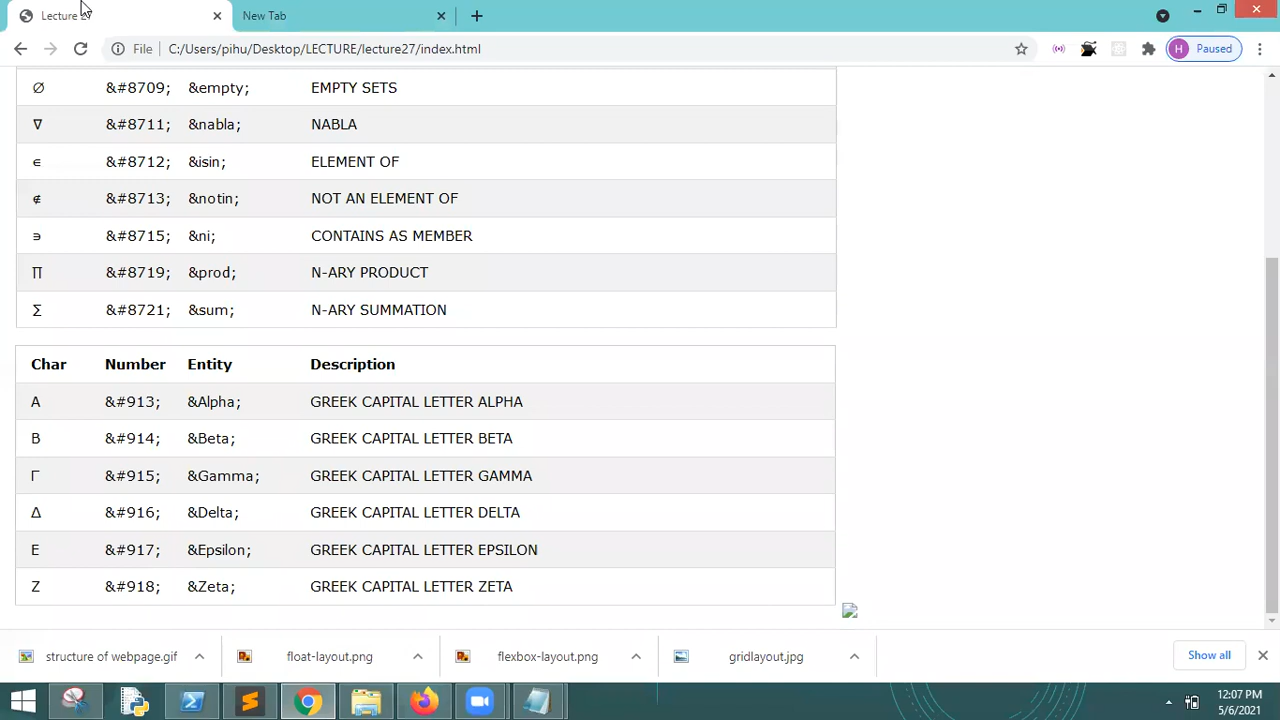 Lecture 2
New Tab
File C:/Users/pihu/Desktop/LECTURE/lecture27/index.html H Paused
∅ &#8709; &empty; EMPTY SETS
∇ &#8711; &nabla; NABLA
∈ &#8712; &isin; ELEMENT OF
∉ &#8713; &notin; NOT AN ELEMENT OF
∋ &#8715; &ni; CONTAINS AS MEMBER
∏ &#8719; &prod; N-ARY PRODUCT
∑ &#8721; &sum; N-ARY SUMMATION
Char Number Entity Description
Α &#913; &Alpha; GREEK CAPITAL LETTER ALPHA
Β &#914; &Beta; GREEK CAPITAL LETTER BETA
Γ &#915; &Gamma; GREEK CAPITAL LETTER GAMMA
Δ &#916; &Delta; GREEK CAPITAL LETTER DELTA
Ε &#917; &Epsilon; GREEK CAPITAL LETTER EPSILON
Ζ &#918; &Zeta; GREEK CAPITAL LETTER ZETA
structure of webpage.gif float-layout.png flexbox-layout.png gridlayout.jpg Show all
12:07 PM
5/6/2021